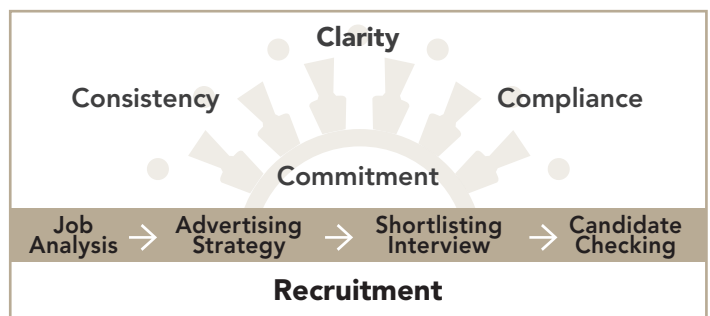 Clarity
Consistency
Compliance
Commitment
Job
Analysis
Advertising
Strategy
Shortlisting
Interview
Candidate
Checking
Recruitment